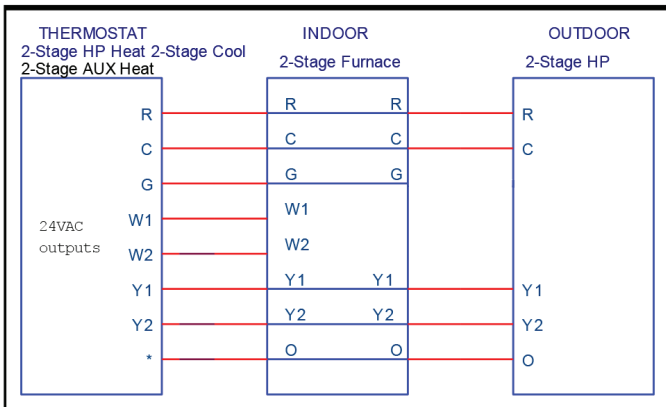 THERMOSTAT
2-Stage HP Heat 2-Stage Cool
2-Stage AUX Heat
INDOOR
2-Stage Furnace
OUTDOOR
2-Stage HP
R
C
G
W1
W2
Y1
Y2
*
24VAC
outputs
R R
C C
G G
W1
W2
Y1 Y1
Y2 Y2
O O
R
C
Y1
Y2
O